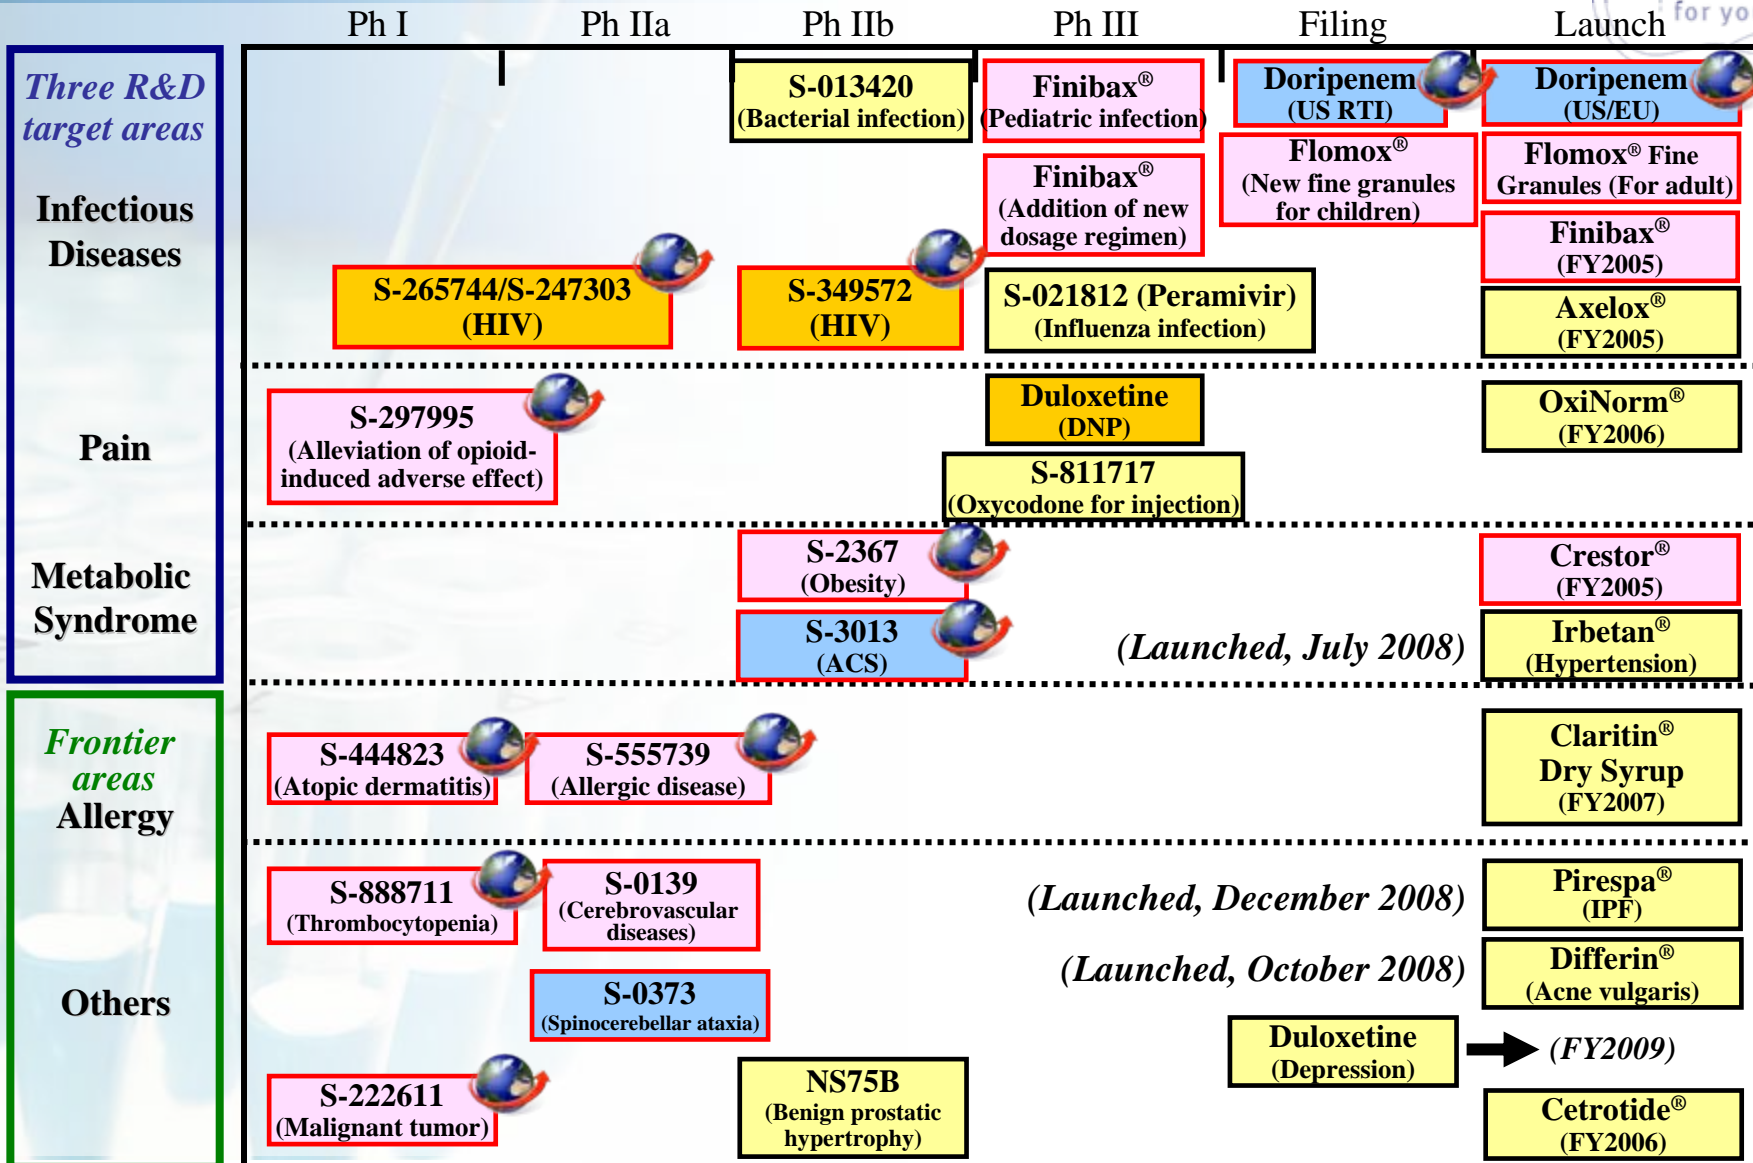 for yo
Ph I
Ph IIa
Ph IIb
Ph III
Filing
Launch
Three R&D
target areas
Infectious
Diseases
S-013420
(Bacterial infection)
Finibax®
(Pediatric infection)
Doripenem
(US RTI)
Doripenem
(US/EU)
Finibax®
(Addition of new
dosage regimen)
Flomox®
(New fine granules
for children)
Flomox® Fine
Granules (For adult)
Finibax®
(FY2005)
S-265744/S-247303
(HIV)
S-349572
(HIV)
S-021812 (Peramivir)
(Influenza infection)
Axelox®
(FY2005)
Pain
S-297995
(Alleviation of opioid-
induced adverse effect)
Duloxetine
(DNP)
S-811717
(Oxycodone for injection)
OxiNorm®
(FY2006)
Metabolic
Syndrome
S-2367
(Obesity)
Crestor®
(FY2005)
S-3013
(ACS)
(Launched, July 2008)
Irbetan®
(Hypertension)
Frontier
areas
Allergy
S-444823
(Atopic dermatitis)
S-555739
(Allergic disease)
Claritin®
Dry Syrup
(FY2007)
Others
S-888711
(Thrombocytopenia)
S-0139
(Cerebrovascular
diseases)
(Launched, December 2008)
Pirespa®
(IPF)
S-0373
(Spinocerebellar ataxia)
(Launched, October 2008)
Differin®
(Acne vulgaris)
Duloxetine
(Depression)
(FY2009)
S-222611
(Malignant tumor)
NS75B
(Benign prostatic
hypertrophy)
Cetrotide®
(FY2006)